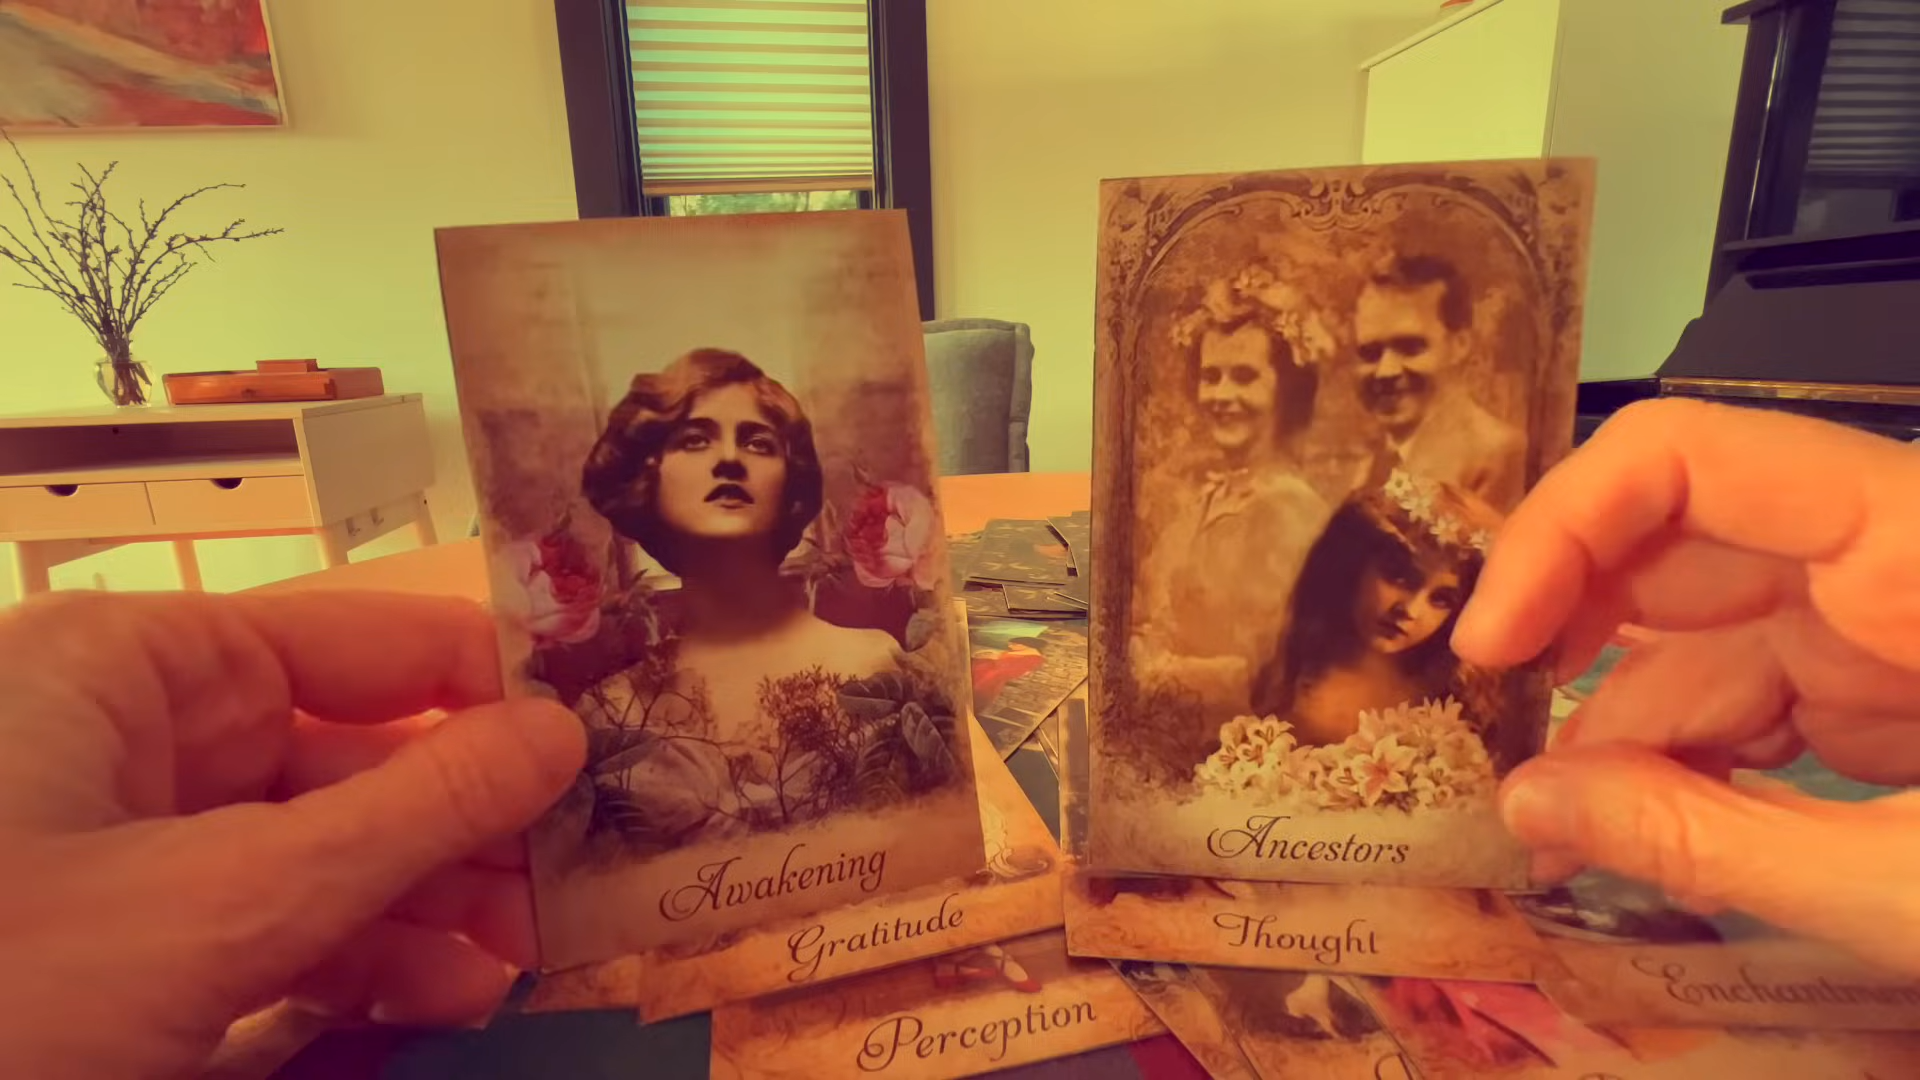 Awakening
Ancestors
Gratitude
Thought
Perception
Enchantment